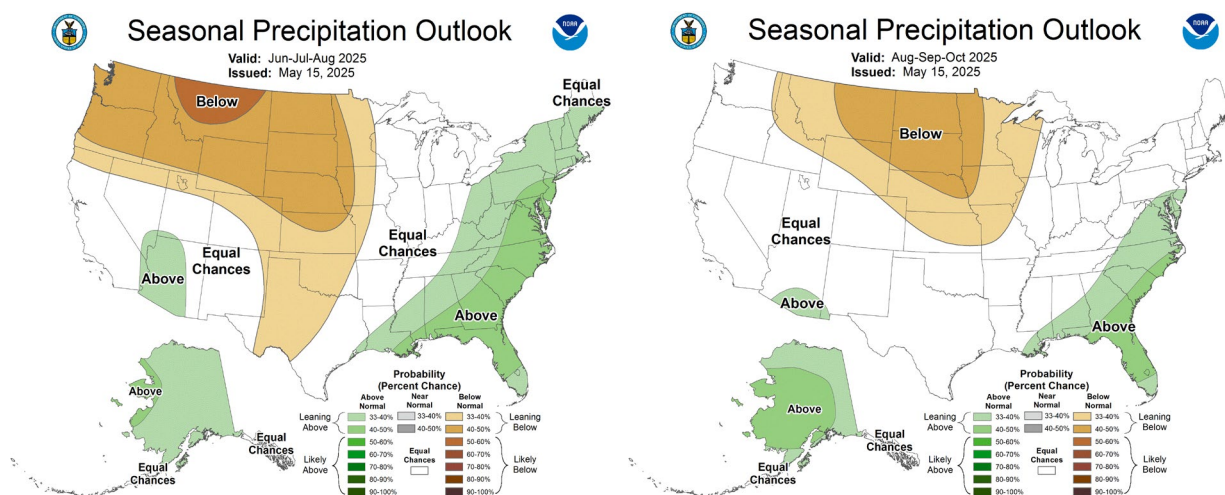 Seasonal Precipitation Outlook
NOAA
Valid: Jun-Jul-Aug 2025
Issued: May 15, 2025
Equal
Chances
Below
Equal
Chances
Equal
Chances
Above
Above
Above
Equal
Chances
Equal
Chances
Probability
(Percent Chance)
Above
Normal
Near
Normal
Below
Normal
Leaning
Above
33-40%
33-40%
33-40%
Leaning
Below
40-50%
40-50%
40-50%
Likely
Above
50-60%
50-60%
Likely
Below
60-70%
60-70%
70-80%
Equal
Chances
70-80%
80-90%
80-90%
90-100%
90-100%
Seasonal Precipitation Outlook
NOAA
Valid: Aug-Sep-Oct 2025
Issued: May 15, 2025
Below
Equal
Chances
Above
Above
Above
Equal
Chances
Equal
Chances
Probability
(Percent Chance)
Above
Normal
Near
Normal
Below
Normal
Leaning
Above
33-40%
33-40%
33-40%
Leaning
Below
40-50%
40-50%
40-50%
Likely
Above
50-60%
50-60%
Likely
Below
60-70%
60-70%
70-80%
Equal
Chances
70-80%
80-90%
80-90%
90-100%
90-100%